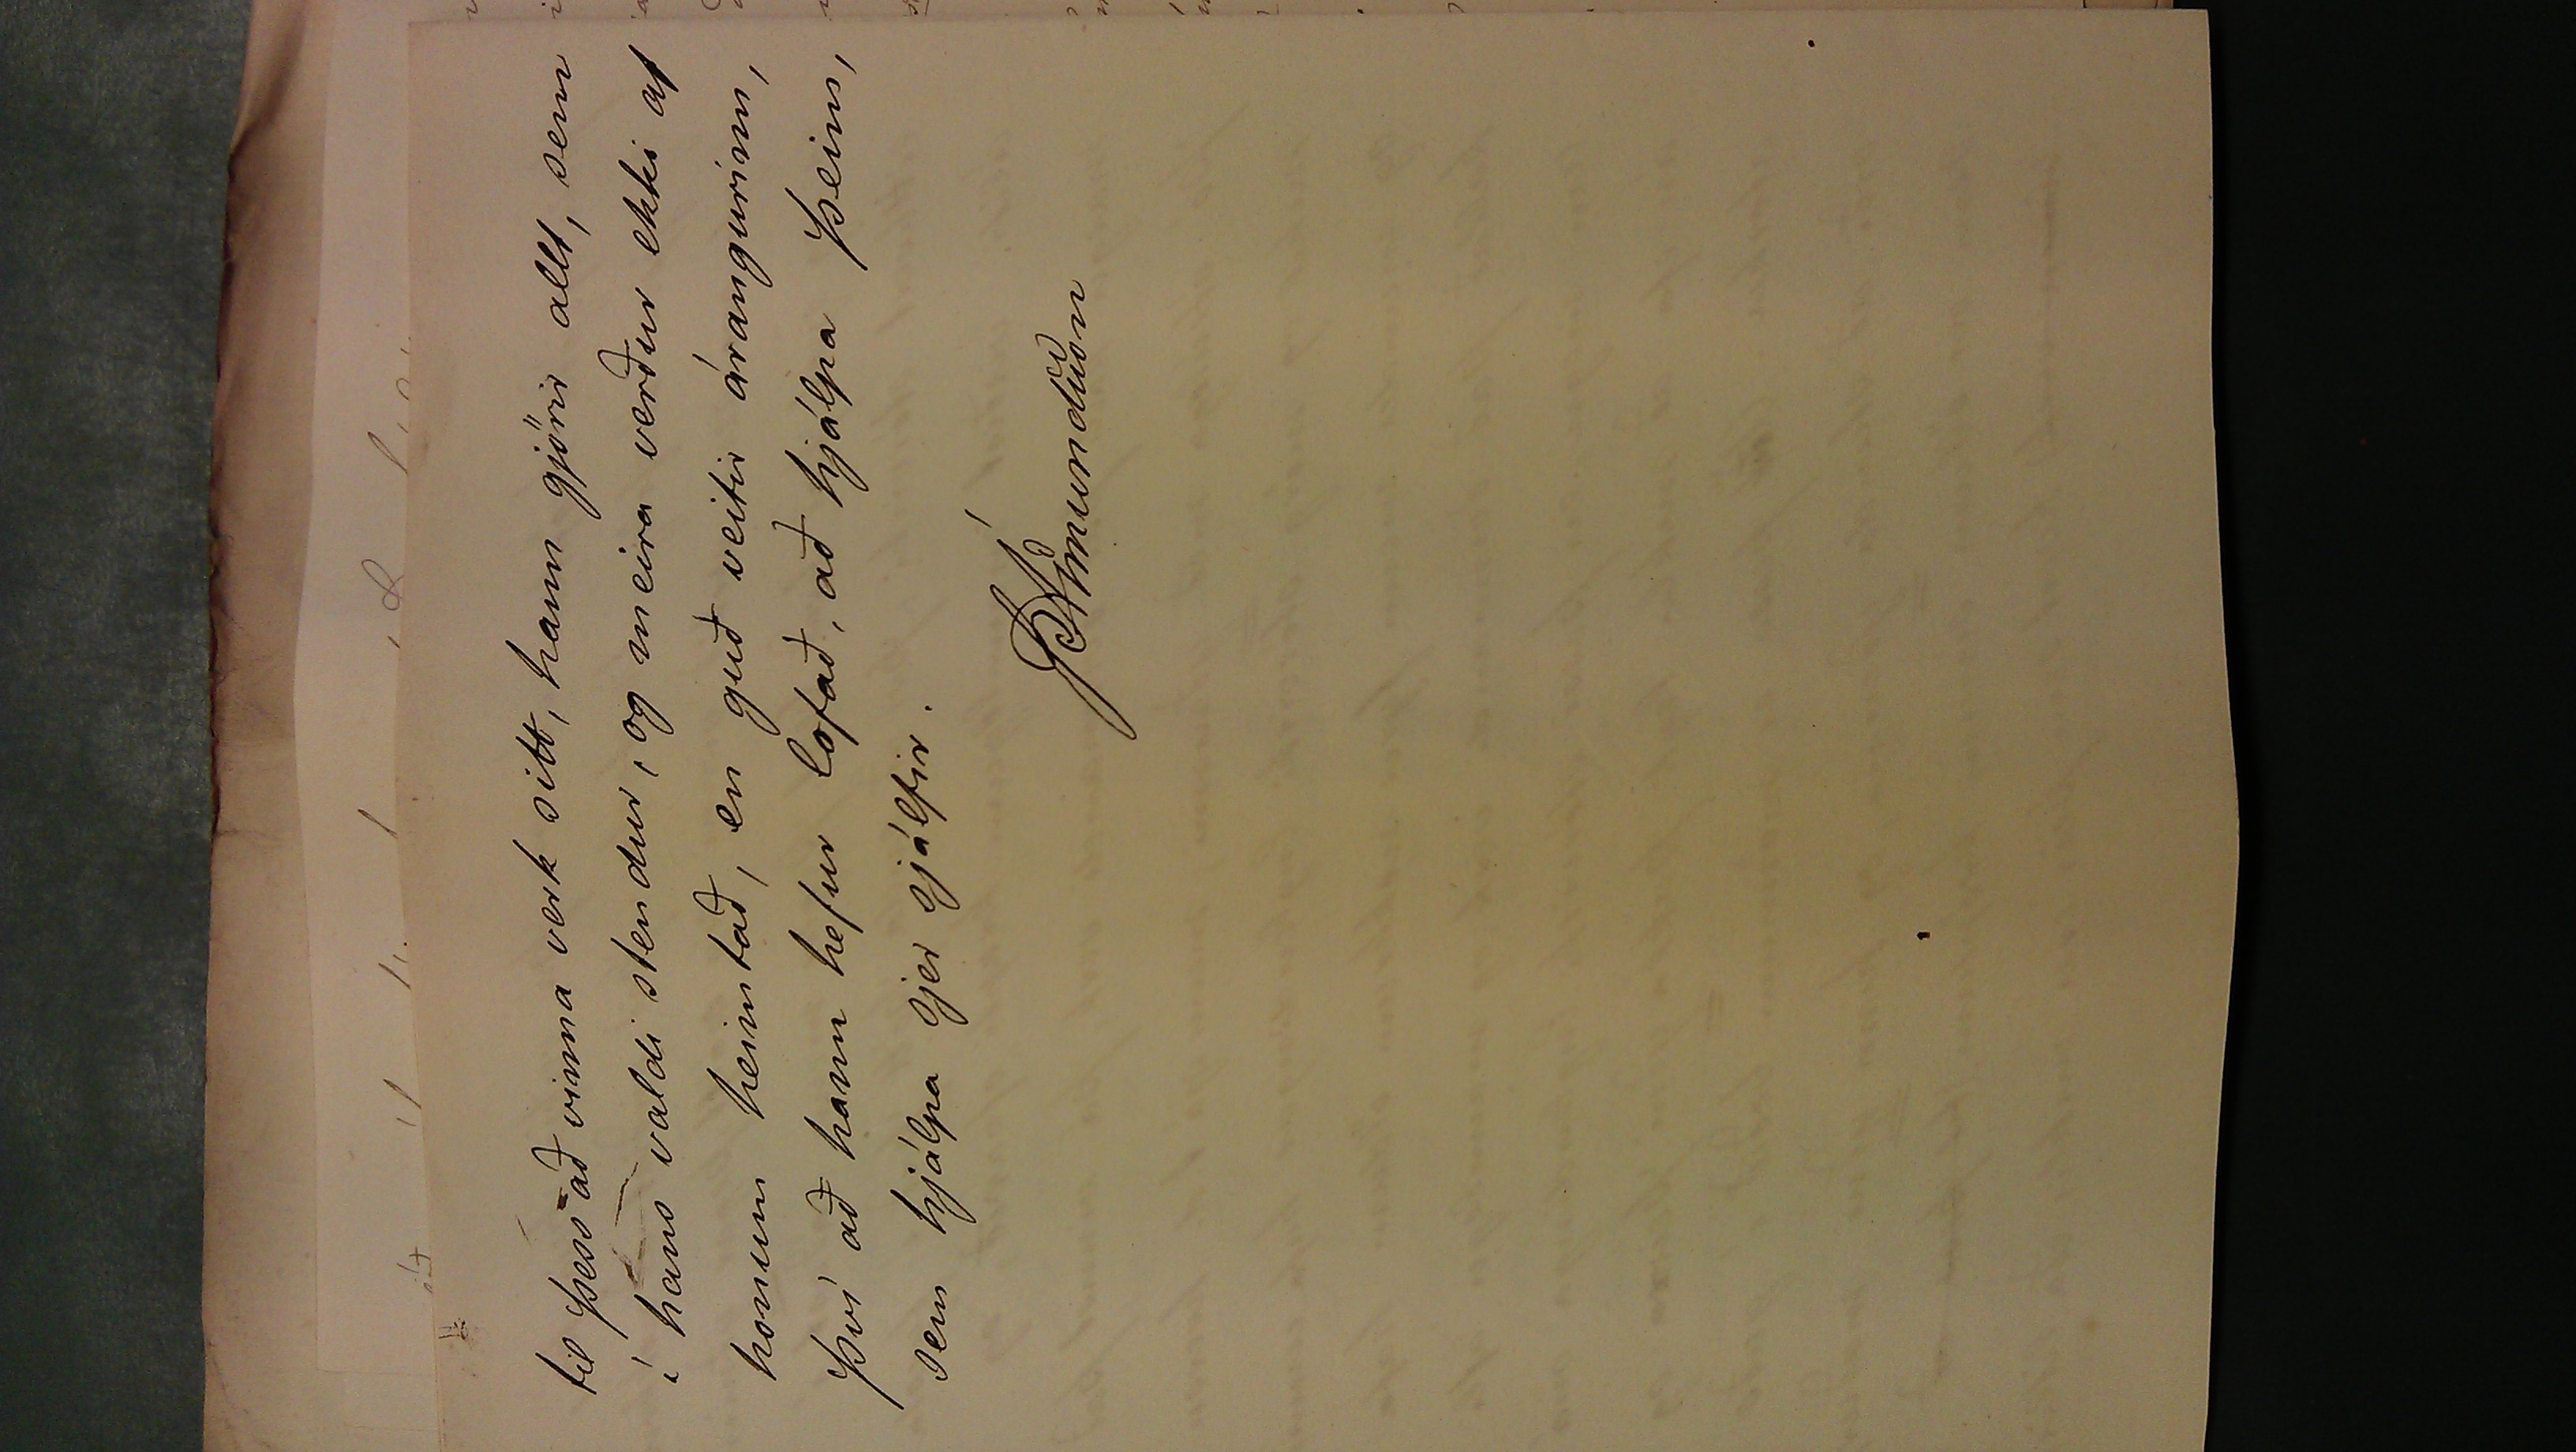 til þess að vinna verk sitt, hann gjörir allt, sem
í hans valdi stendur, og meira verður ekki af
honum heimtað, en guð veitir árangurinn,
því að hann hefur lofað, að hjálpa þeim,
sem hjálpa sjer sjálfir.
Ámundason